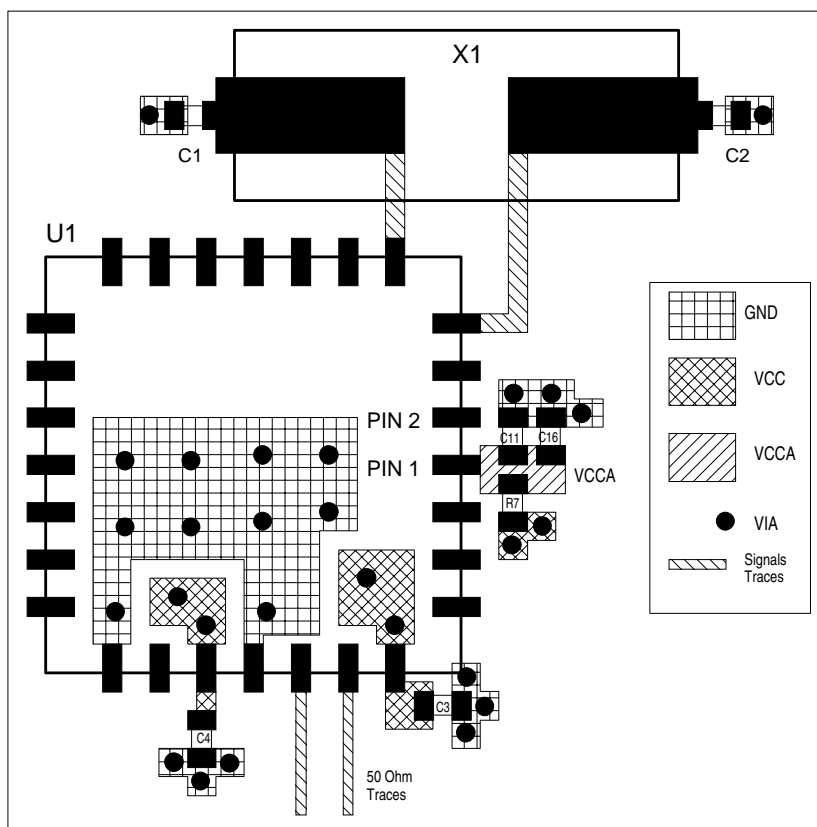 X1
C1
C2
U1
GND
VCC
PIN 2
C11
C16
PIN 1
VCCA
VCCA
R7
VIA
Signals
Traces
C3
C4
50 Ohm
Traces